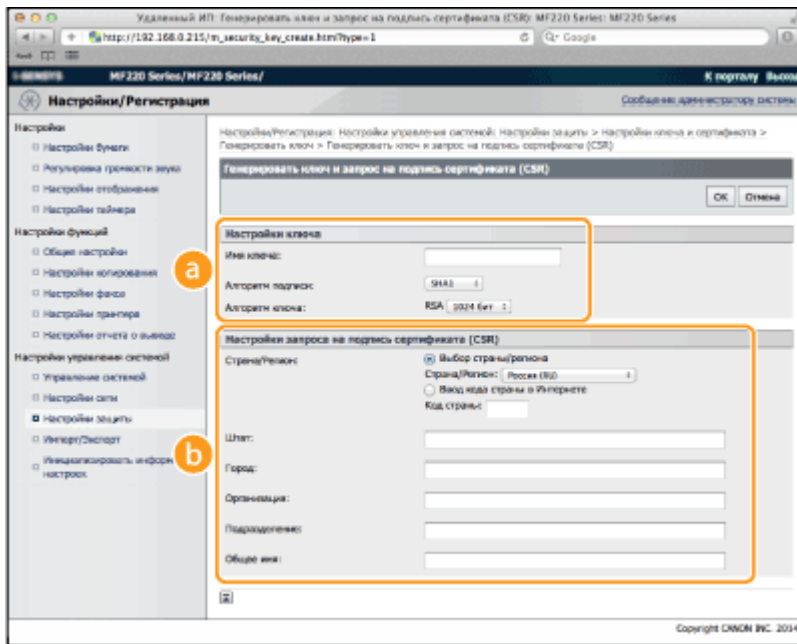 Удаленный ИП: Генерировать ключ и запрос на подпись сертификата (CSR): MF220 Series: MF220 Series
http://192.168.0.215/m_security_key_create.html?type=1
Google
MF220 Series/MF220 Series/
К порталу Выход
Настройки/Регистрация
Сообщение администратору системы
Настройки
Настройки бумаги
Регулировка громкости звука
Настройки отображения
Настройки таймера
Настройки функций
Общие настройки
Настройки копирования
Настройки факса
Настройки принтера
Настройки отчета о выводе
Настройки управления системой
Управление системой
Настройки сети
Настройки защиты
Импорт/Экспорт
Инициализировать информ
настроек
Настройки/Регистрация: Настройки управления системой: Настройки защиты > Настройки ключа и сертификата >
Генерировать ключ > Генерировать ключ и запрос на подпись сертификата (CSR)
Генерировать ключ и запрос на подпись сертификата (CSR)
OK Отмена
a
Настройки ключа
Имя ключа:
Алгоритм подписи: SHA1
Алгоритм ключа: RSA 1024 бит
b
Настройки запроса на подпись сертификата (CSR)
Страна/Регион: Выбор страны/региона
Страна/Регион: Россия (RU)
Ввод кода страны в Интернете
Код страны:
Штат:
Город:
Организация:
Подразделение:
Общее имя:
Copyright CANON INC. 2014